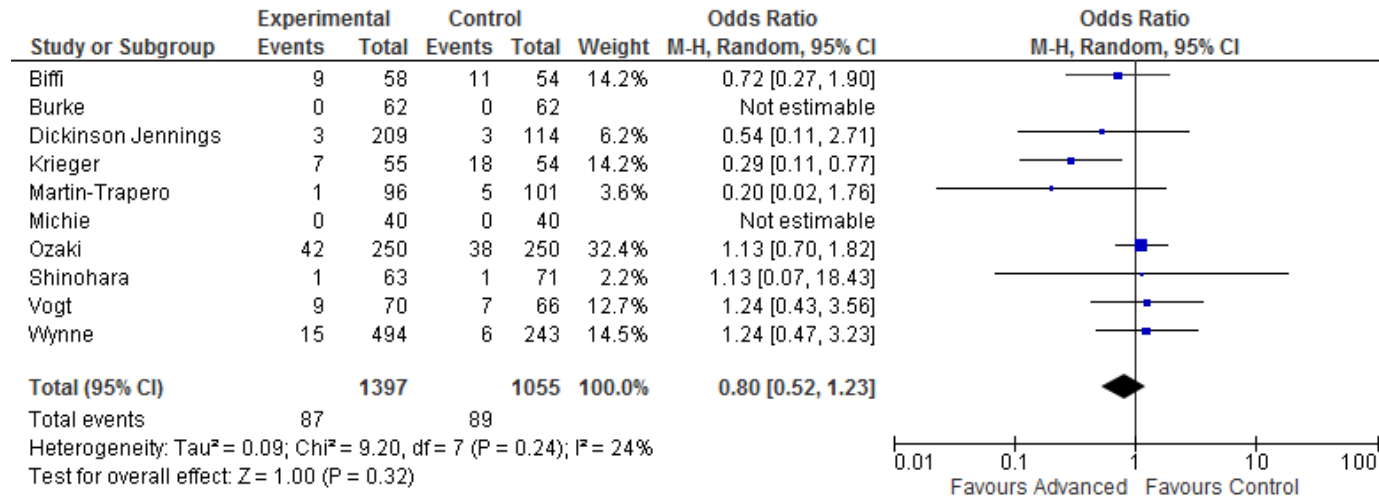 Experimental Control Odds Ratio Odds Ratio
Study or Subgroup Events Total Events Total Weight M-H, Random, 95% CI M-H, Random, 95% CI
Biffi 9 58 11 54 14.2% 0.72 [0.27, 1.90]
Burke 0 62 0 62 Not estimable
Dickinson Jennings 3 209 3 114 6.2% 0.54 [0.11, 2.71]
Krieger 7 55 18 54 14.2% 0.29 [0.11, 0.77]
Martin-Trapero 1 96 5 101 3.6% 0.20 [0.02, 1.76]
Michie 0 40 0 40 Not estimable
Ozaki 42 250 38 250 32.4% 1.13 [0.70, 1.82]
Shinohara 1 63 1 71 2.2% 1.13 [0.07, 18.43]
Vogt 9 70 7 66 12.7% 1.24 [0.43, 3.56]
Wynne 15 494 6 243 14.5% 1.24 [0.47, 3.23]
Total (95% CI) 1397 1055 100.0% 0.80 [0.52, 1.23]
Total events 87 89
Heterogeneity: Tau² = 0.09; Chi² = 9.20, df = 7 (P = 0.24); I² = 24%
Test for overall effect: Z = 1.00 (P = 0.32)
0.01 0.1 1 10 100
Favours Advanced Favours Control